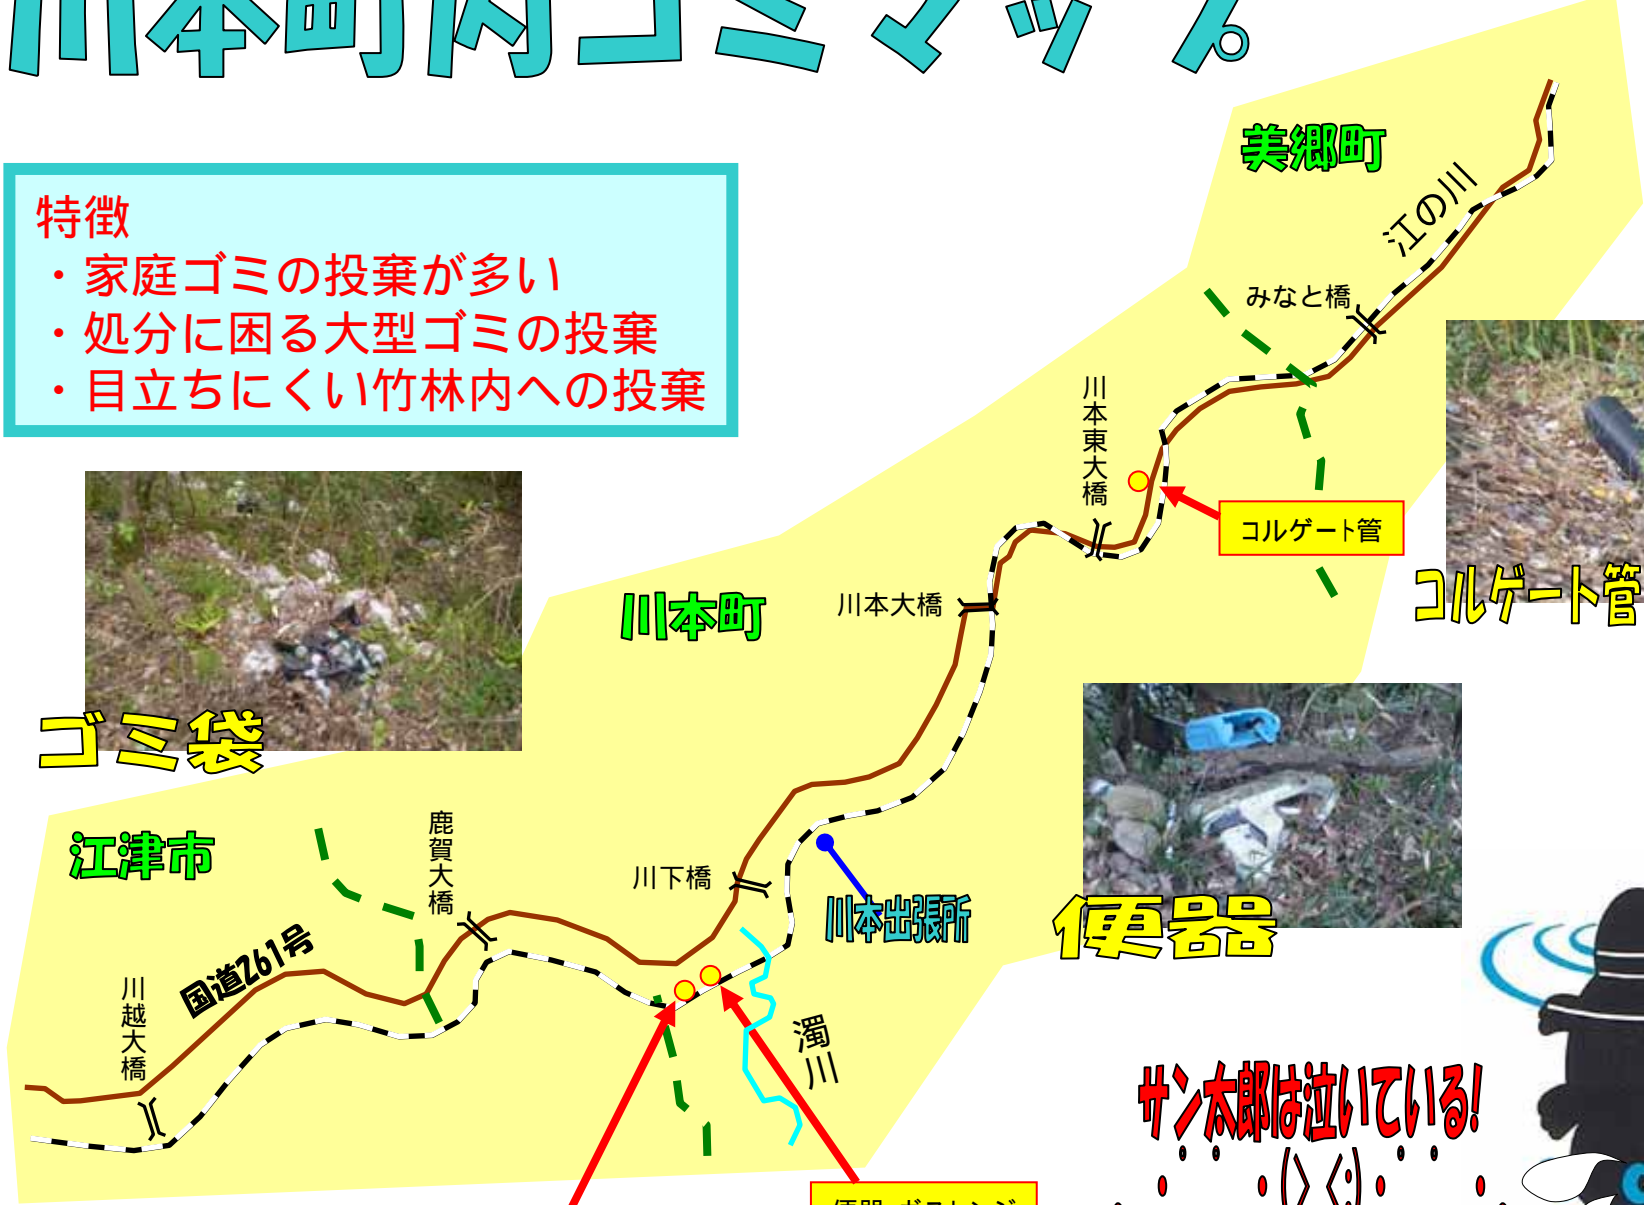 川本町内ゴミマップ
特徴
・家庭ゴミの投棄が多い
・処分に困る大型ゴミの投棄
・目立ちにくい竹林内への投棄
美郷町
江の川
みなと橋
川本東大橋
コルゲート管
コルゲート管
川本町
川本大橋
ゴミ袋
江津市
鹿賀大橋
川下橋
川本出張所
便器
国道261号
川越大橋
濁川
サン太郎は泣いている!